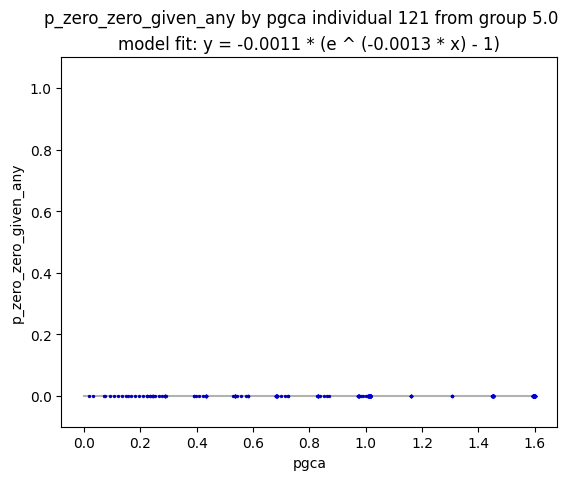 p_zero_zero_given_any by pgca individual 121 from group 5.0
model fit: y = -0.0011 * (e ^ (-0.0013 * x) - 1)
1.0
0.8
0.6
0.4
0.2
0.0
p_zero_zero_given_any
0.0 0.2 0.4 0.6 0.8 1.0 1.2 1.4 1.6
pgca